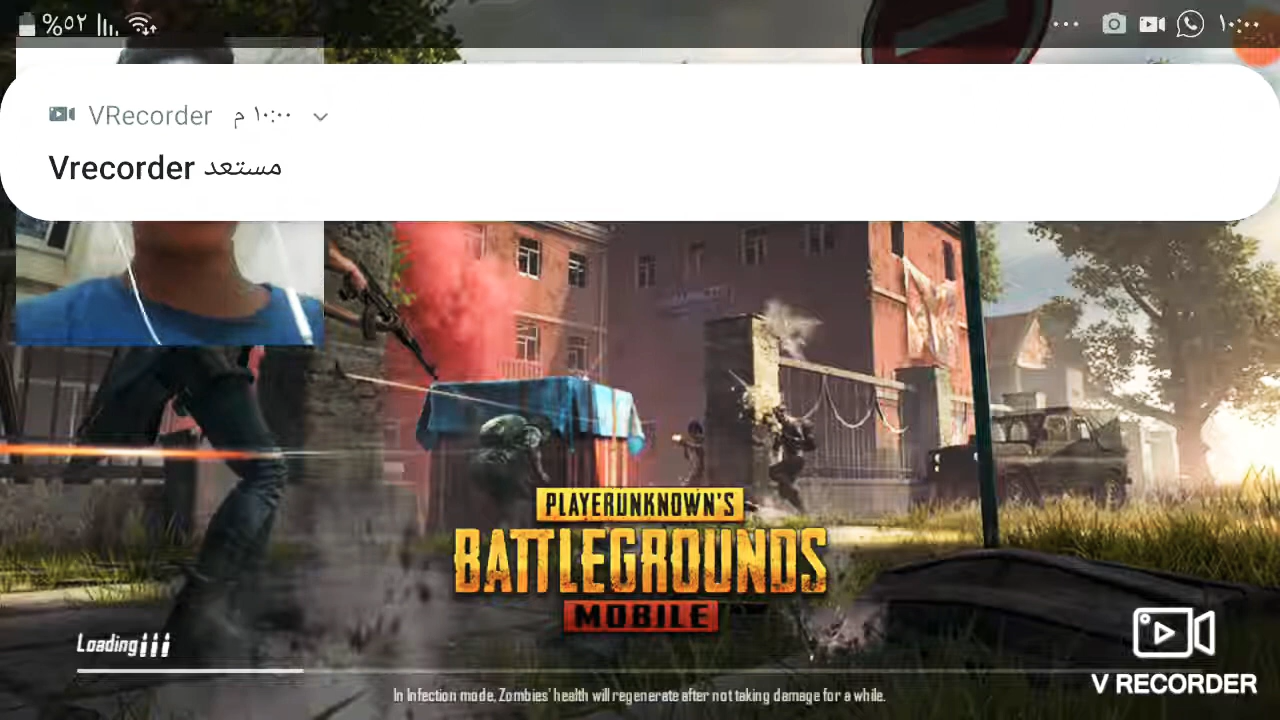 %٥٢
١٠:٠٠
VRecorder ١٠:٠٠ م
Vrecorder مستعد
PLAYERUNKNOWN'S
BATTLEGROUNDS
MOBILE
Loading
In Infection mode, Zombies' health will regenerate after not taking damage for a while.
V RECORDER